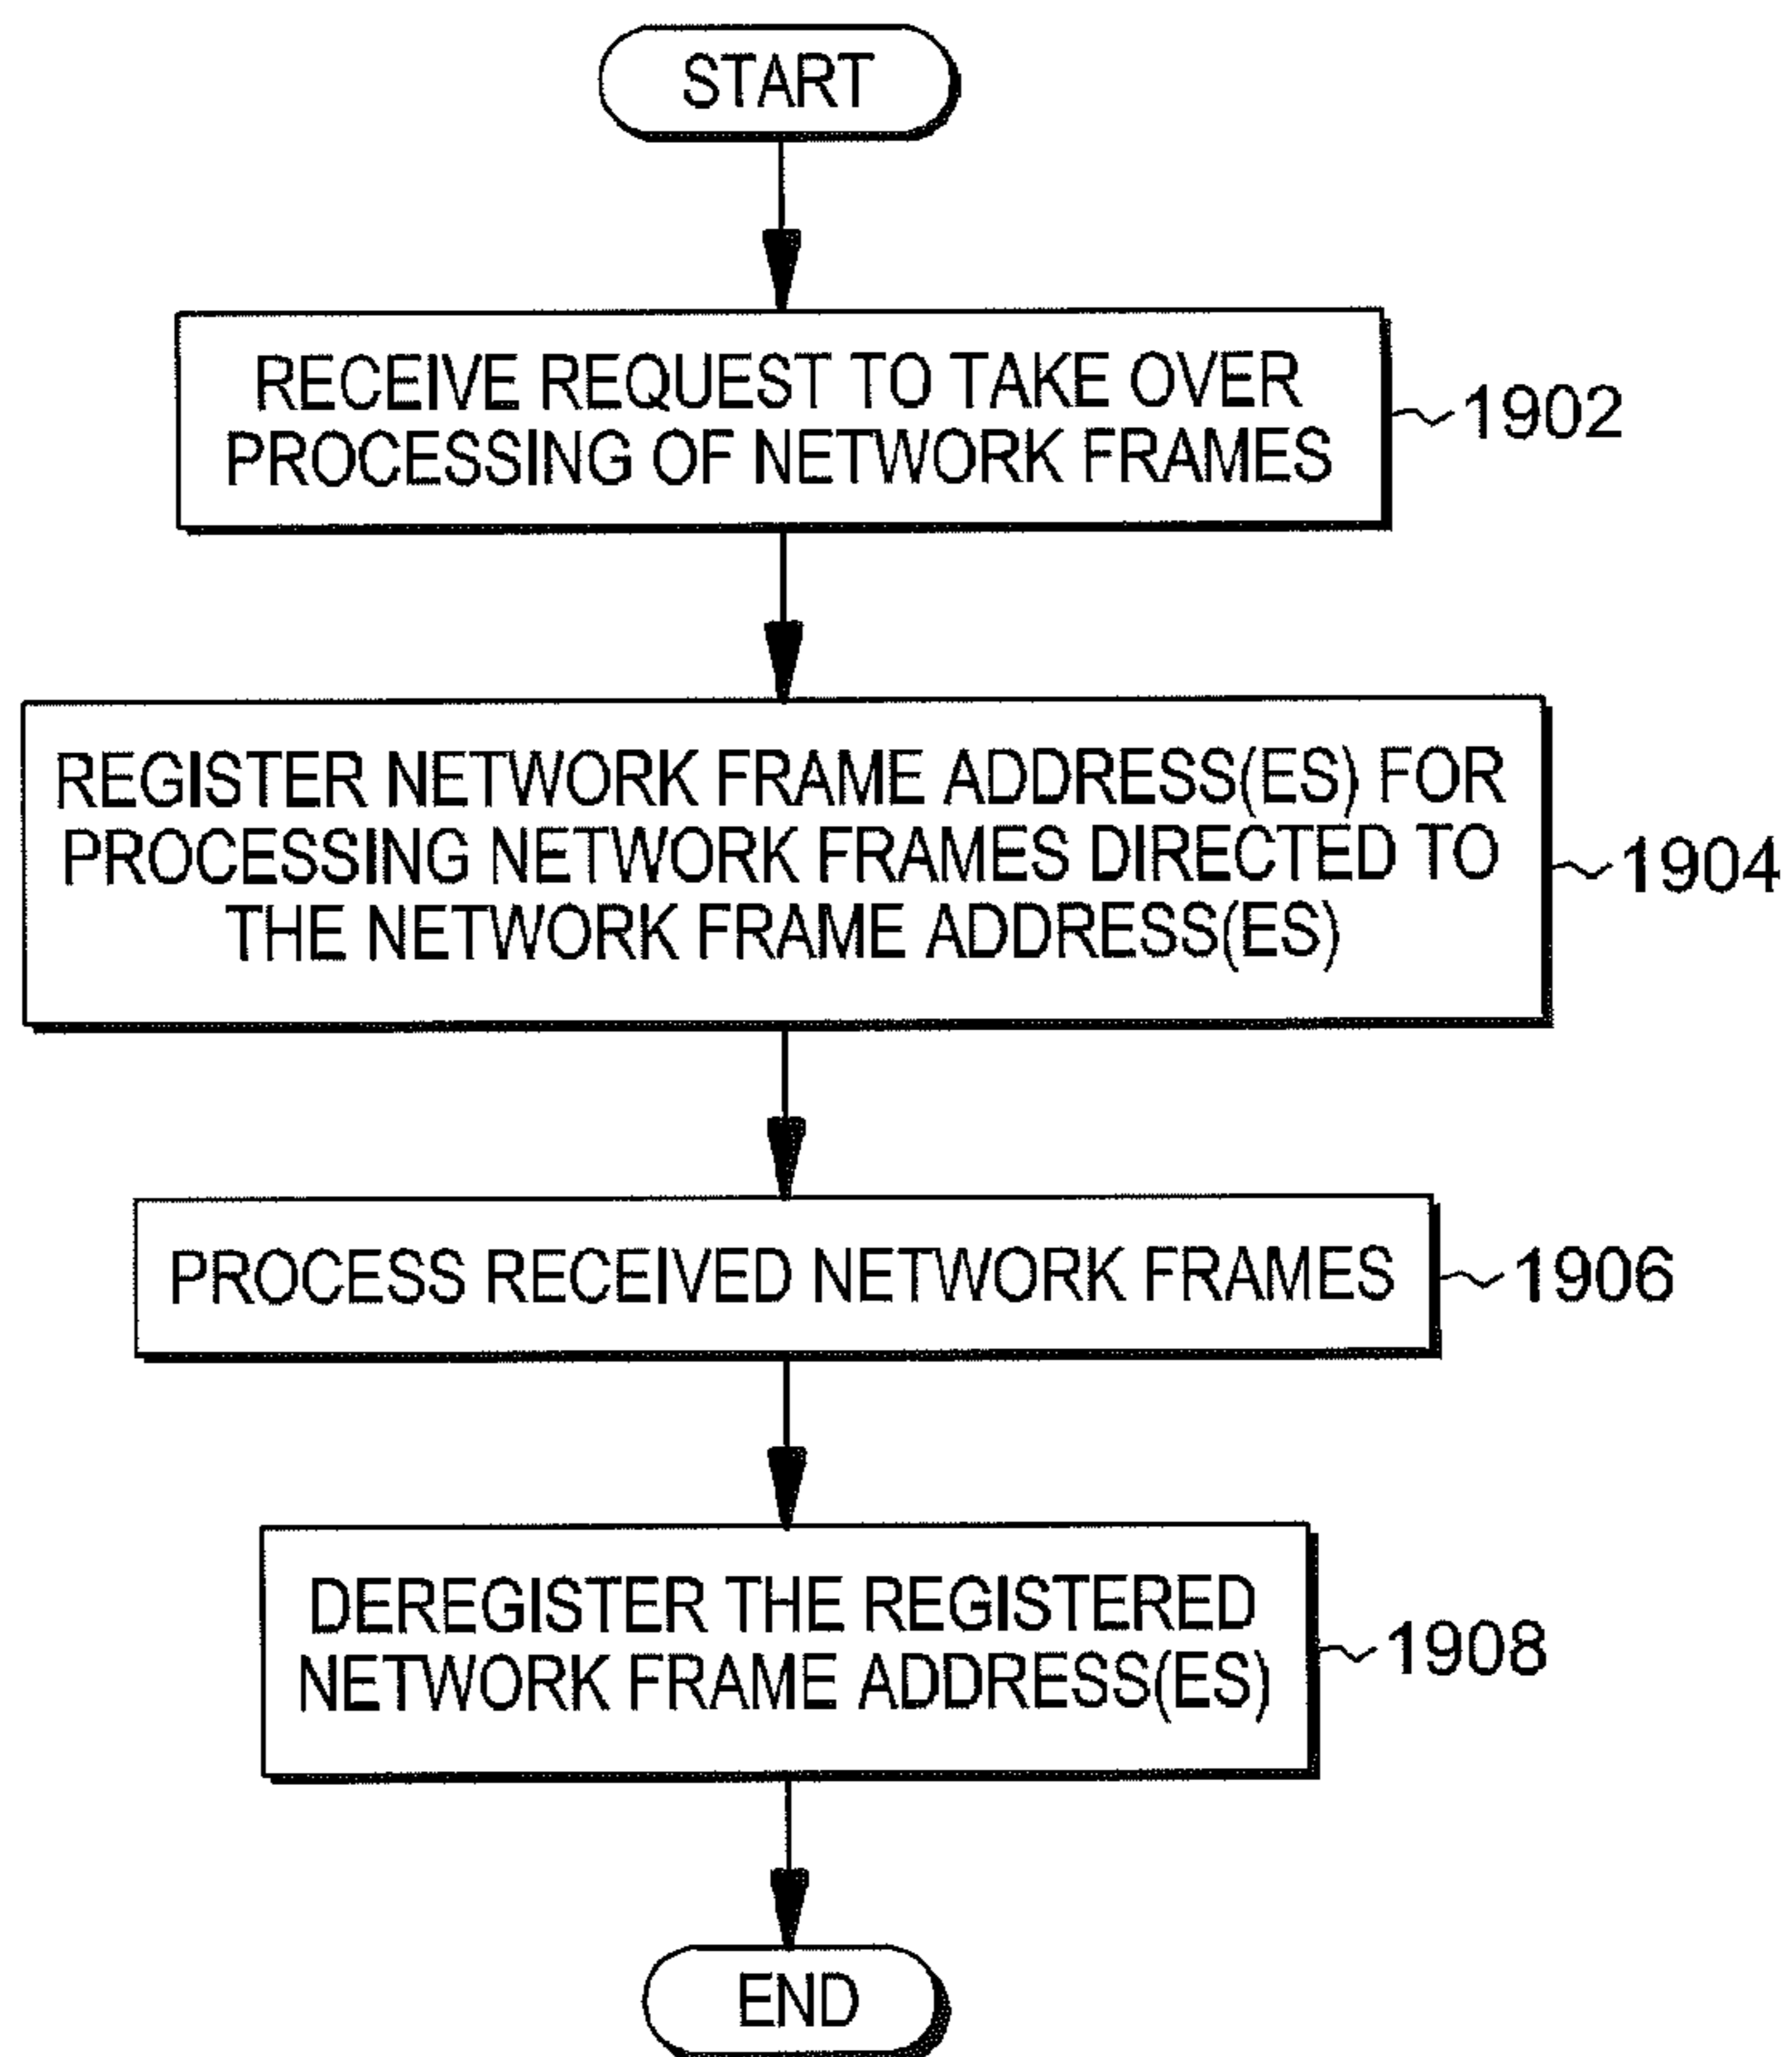 START
RECEIVE REQUEST TO TAKE OVER
PROCESSING OF NETWORK FRAMES
1902
REGISTER NETWORK FRAME ADDRESS(ES) FOR
PROCESSING NETWORK FRAMES DIRECTED TO
THE NETWORK FRAME ADDRESS(ES)
1904
PROCESS RECEIVED NETWORK FRAMES
1906
DEREGISTER THE REGISTERED
NETWORK FRAME ADDRESS(ES)
1908
END